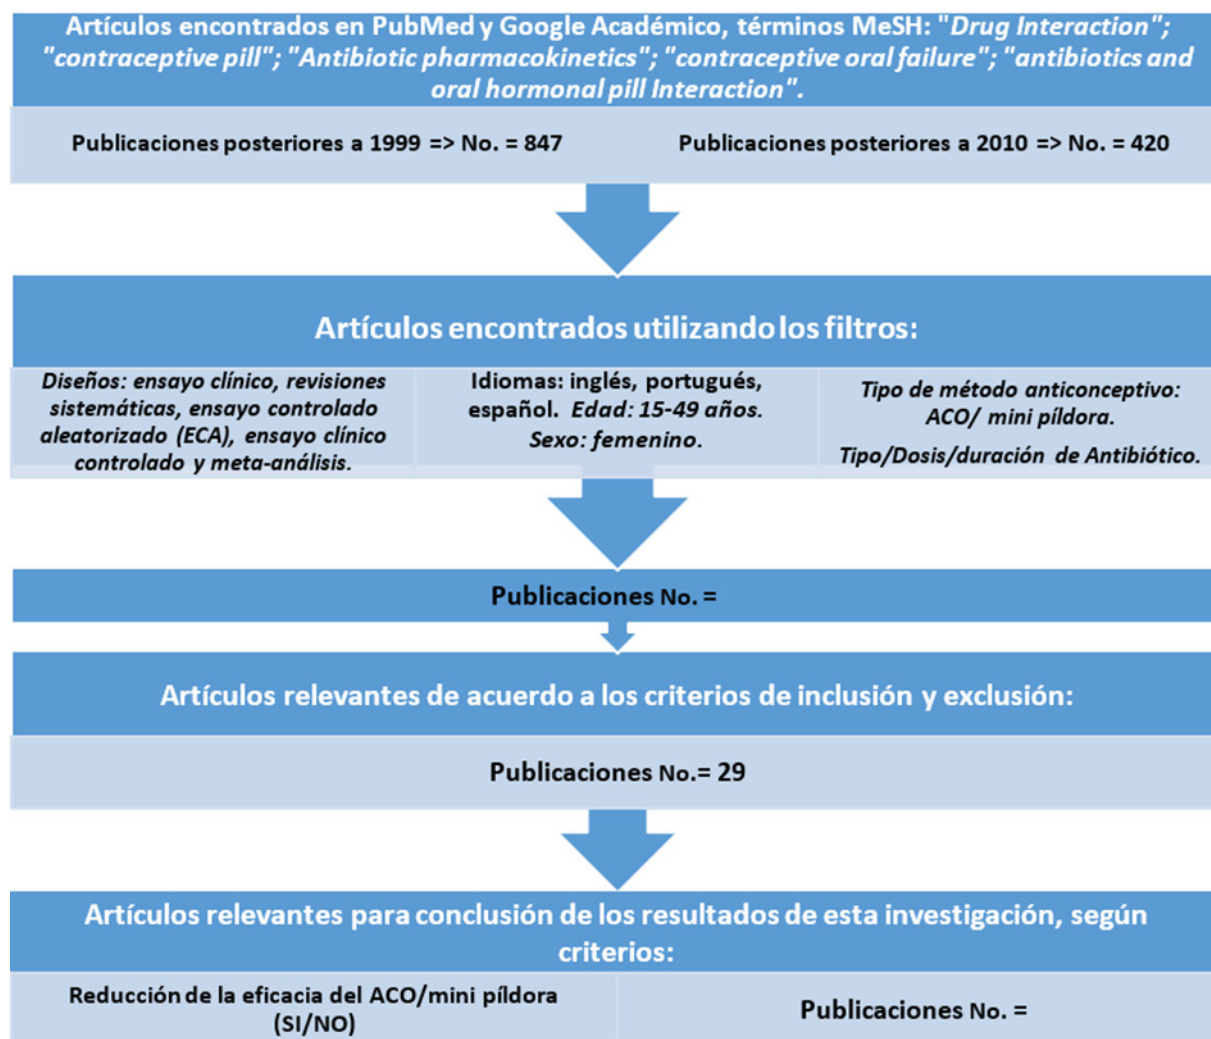 Artículos encontrados en PubMed y Google Académico, términos MeSH: "Drug Interaction";
"contraceptive pill"; "Antibiotic pharmacokinetics"; "contraceptive oral failure"; "antibiotics and
oral hormonal pill Interaction".
Publicaciones posteriores a 1999 => No. = 847
Publicaciones posteriores a 2010 => No. = 420
Artículos encontrados utilizando los filtros:
Diseños: ensayo clínico, revisiones
sistemáticas, ensayo controlado
aleatorizado (ECA), ensayo clínico
controlado y meta-análisis.
Idiomas: inglés, portugués,
español. Edad: 15-49 años.
Sexo: femenino.
Tipo de método anticonceptivo:
ACO/ mini píldora.
Tipo/Dosis/duración de Antibiótico.
Publicaciones No. =
Artículos relevantes de acuerdo a los criterios de inclusión y exclusión:
Publicaciones No.= 29
Artículos relevantes para conclusión de los resultados de esta investigación, según
criterios:
Reducción de la eficacia del ACO/mini píldora
(SI/NO)
Publicaciones No. =